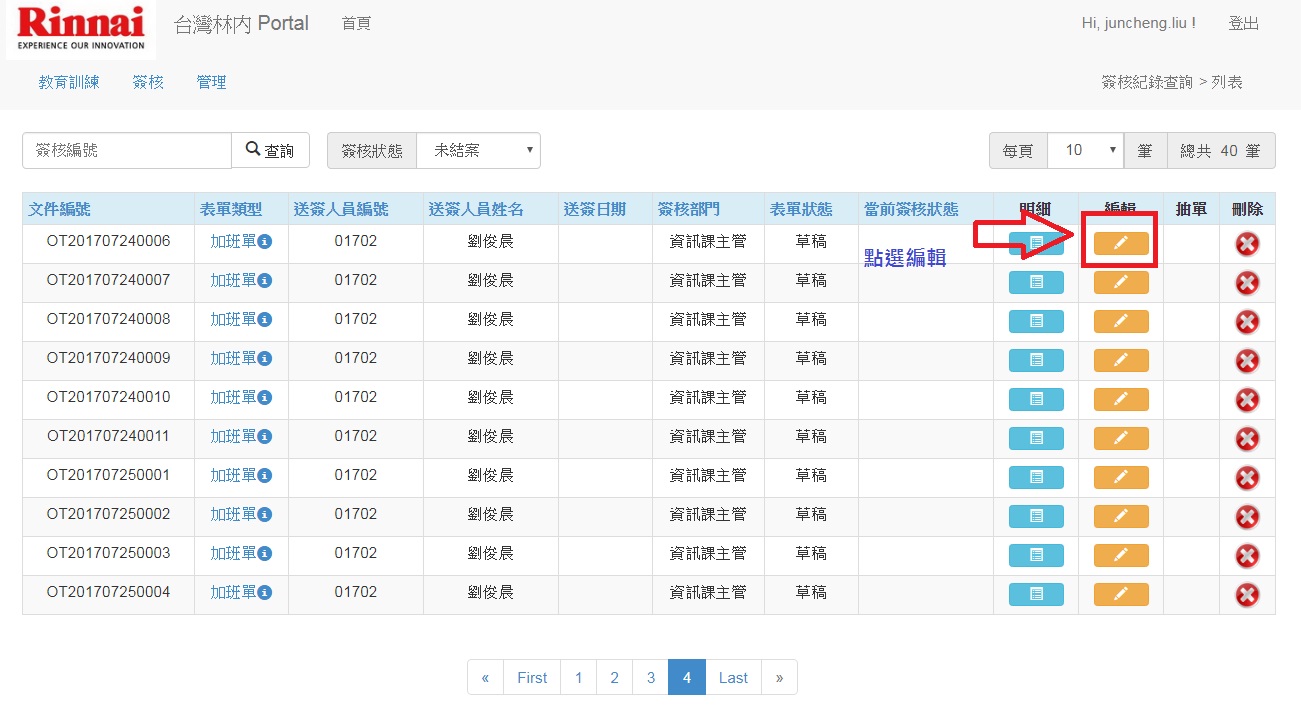 Rinnai
EXPERIENCE OUR INNOVATION
台灣林内 Portal 首頁 Hi, juncheng.liu ! 登出
教育訓練 簽核 管理 簽核紀錄查詢 > 列表
簽核編號 查詢 簽核狀態 未結案 每頁 10 筆 總共 40 筆
文件編號 表單類型 送簽人員編號 送簽人員姓名 送簽日期 簽核部門 表單狀態 當前簽核狀態 明細 編輯 抽單 刪除
OT201707240006 加班單 01702 劉俊晨 資訊課主管 草稿
點選編輯
OT201707240007 加班單 01702 劉俊晨 資訊課主管 草稿
OT201707240008 加班單 01702 劉俊晨 資訊課主管 草稿
OT201707240009 加班單 01702 劉俊晨 資訊課主管 草稿
OT201707240010 加班單 01702 劉俊晨 資訊課主管 草稿
OT201707240011 加班單 01702 劉俊晨 資訊課主管 草稿
OT201707250001 加班單 01702 劉俊晨 資訊課主管 草稿
OT201707250002 加班單 01702 劉俊晨 資訊課主管 草稿
OT201707250003 加班單 01702 劉俊晨 資訊課主管 草稿
OT201707250004 加班單 01702 劉俊晨 資訊課主管 草稿
« First 1 2 3 4 Last »